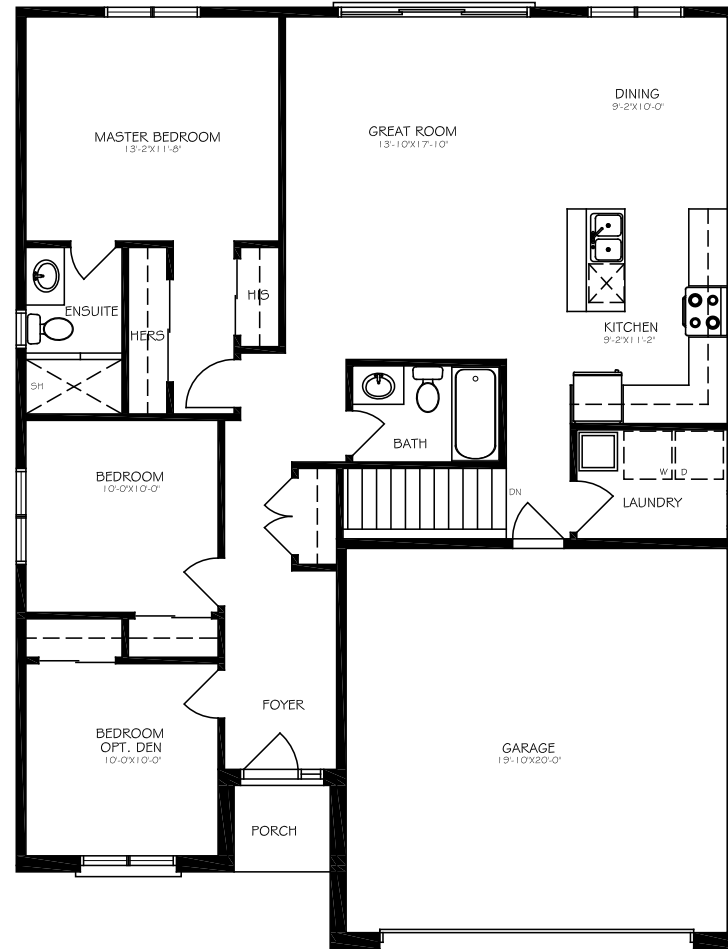 DINING
9'-2"X10'-0"
GREAT ROOM
13'-10"X17'-10"
MASTER BEDROOM
13'-2"X11'-8"
HIS
ENSUITE
HERS
KITCHEN
9'-2"X11'-2"
SH
BATH
BEDROOM
10'-0"X10'-0"
W D
DN
LAUNDRY
FOYER
BEDROOM
OPT. DEN
10'-0"X10'-0"
GARAGE
19'-10"X20'-0"
PORCH